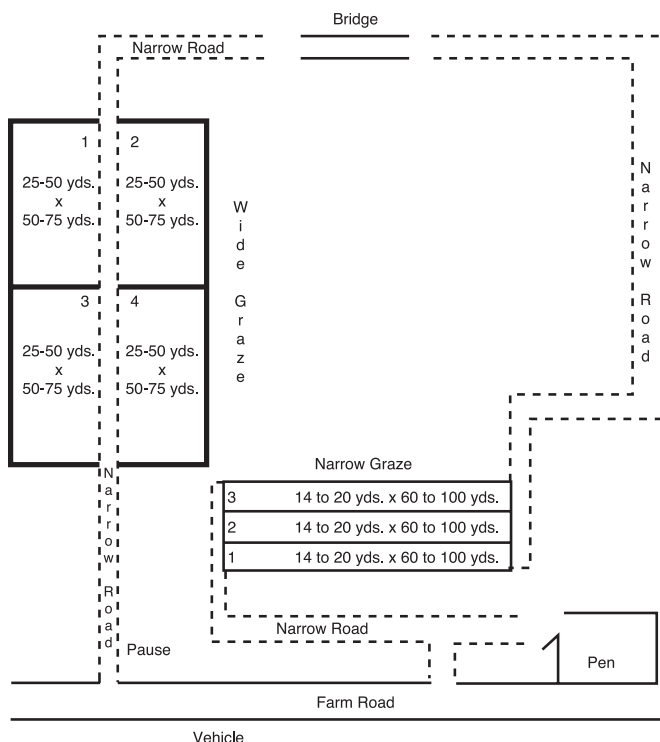 Bridge
Narrow Road
1
2
25-50 yds.
x
50-75 yds.
25-50 yds.
x
50-75 yds.
Wide Graze
Narrow Road
3
4
25-50 yds.
x
50-75 yds.
25-50 yds.
x
50-75 yds.
Narrow Graze
3 14 to 20 yds. x 60 to 100 yds.
2 14 to 20 yds. x 60 to 100 yds.
1 14 to 20 yds. x 60 to 100 yds.
Narrow Road
Narrow Road
Pause
Pen
Farm Road
Vehicle